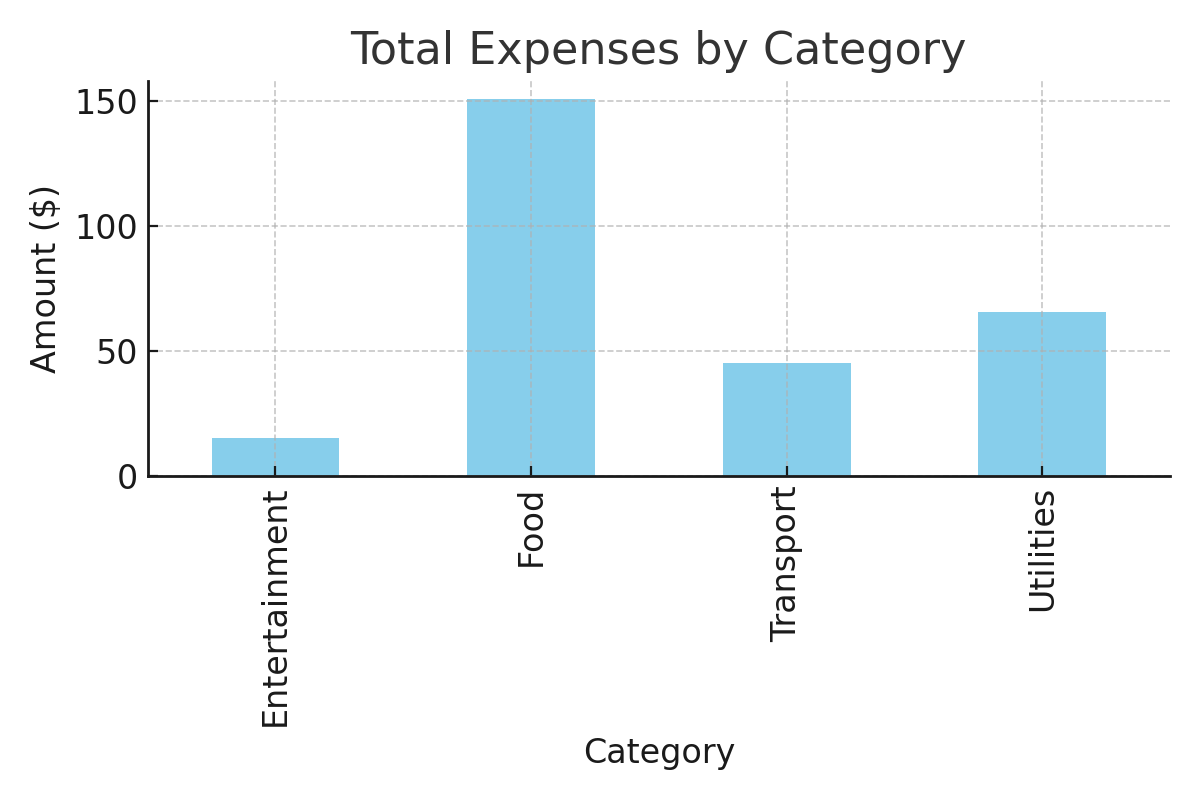 Total Expenses by Category
Amount ($)
150
100
50
0
Entertainment
Food
Transport
Utilities
Category